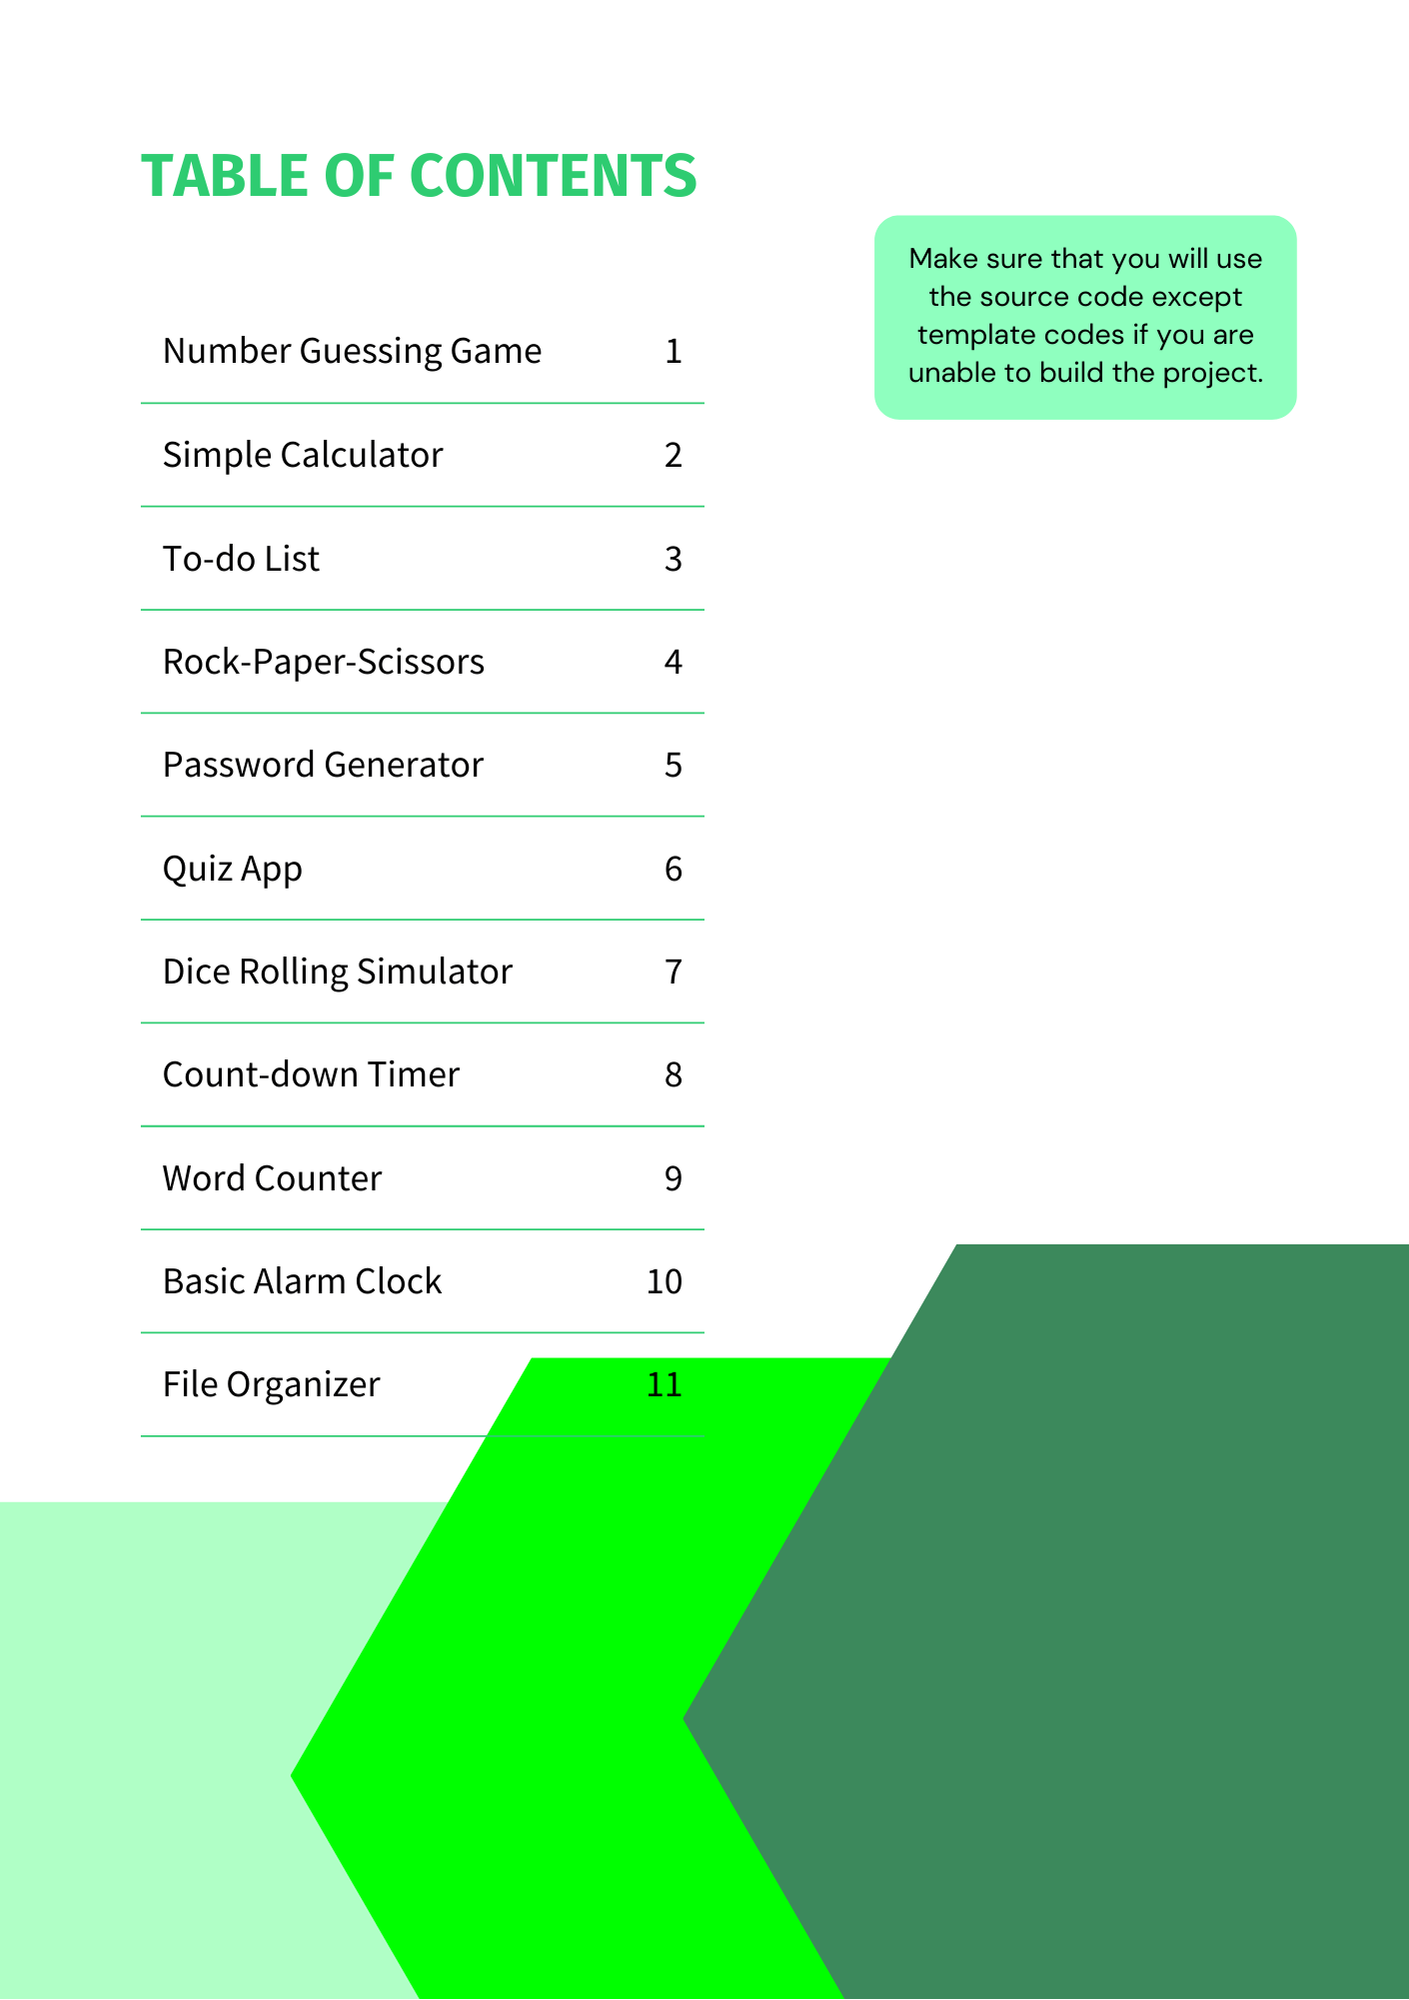 TABLE OF CONTENTS
Make sure that you will use
the source code except
template codes if you are
unable to build the project.
Number Guessing Game 1
Simple Calculator 2
To-do List 3
Rock-Paper-Scissors 4
Password Generator 5
Quiz App 6
Dice Rolling Simulator 7
Count-down Timer 8
Word Counter 9
Basic Alarm Clock 10
File Organizer 11